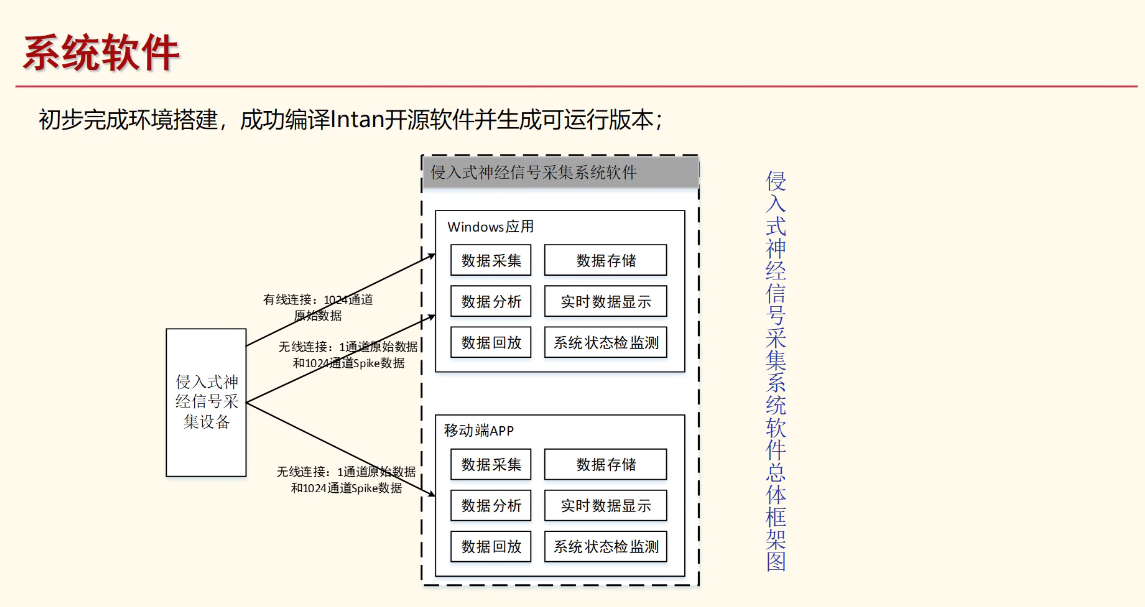 系统软件
初步完成环境搭建，成功编译Intan开源软件并生成可运行版本；
侵入式神经信号采集系统软件
Windows应用
数据采集
数据存储
数据分析
实时数据显示
数据回放
系统状态检监测
有线连接：1024通道
原始数据
无线连接：1通道原始数据
和1024通道Spike数据
侵入式神
经信号采
集设备
无线连接：1通道原始数据
和1024通道Spike数据
移动端APP
数据采集
数据存储
数据分析
实时数据显示
数据回放
系统状态检监测
侵入式神经信号采集系统软件总体框架图